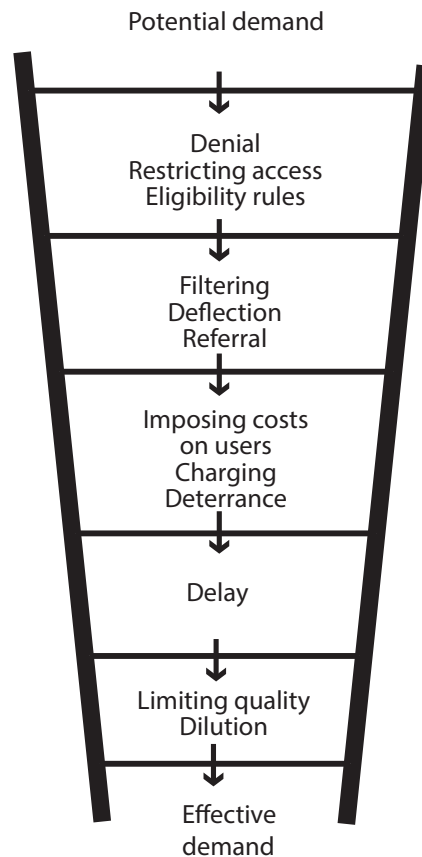 Potential demand
Denial
Restricting access
Eligibility rules
Filtering
Deflection
Referral
Imposing costs
on users
Charging
Deterrance
Delay
Limiting quality
Dilution
Effective
demand